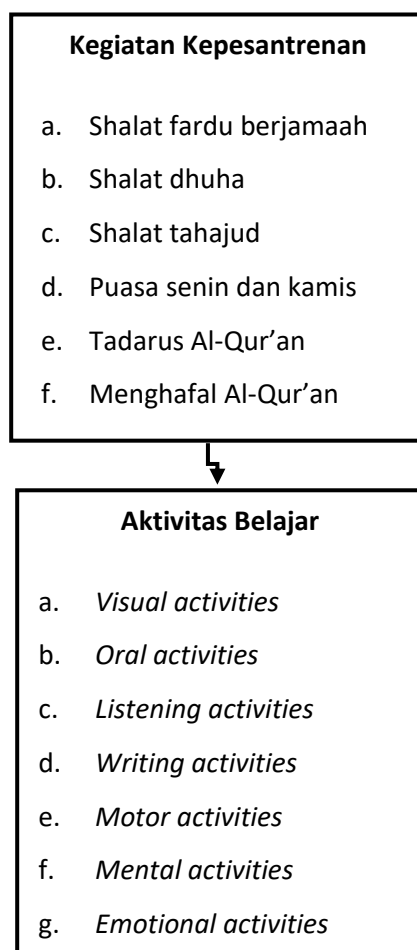 Kegiatan Kepesantrenan
a. Shalat fardu berjamaah
b. Shalat dhuha
c. Shalat tahajud
d. Puasa senin dan kamis
e. Tadarus Al-Qur’an
f. Menghafal Al-Qur’an
Aktivitas Belajar
a. Visual activities
b. Oral activities
c. Listening activities
d. Writing activities
e. Motor activities
f. Mental activities
g. Emotional activities